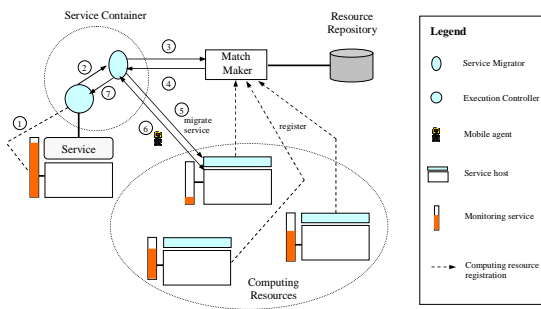 Service Container
Resource
Repository
Match
Maker
Service
1
2
3
4
5
6
7
migrate
service
register
Computing
Resources
Legend
Service Migrator
Execution Controller
Mobile agent
Service host
Monitoring service
Computing resource
registration